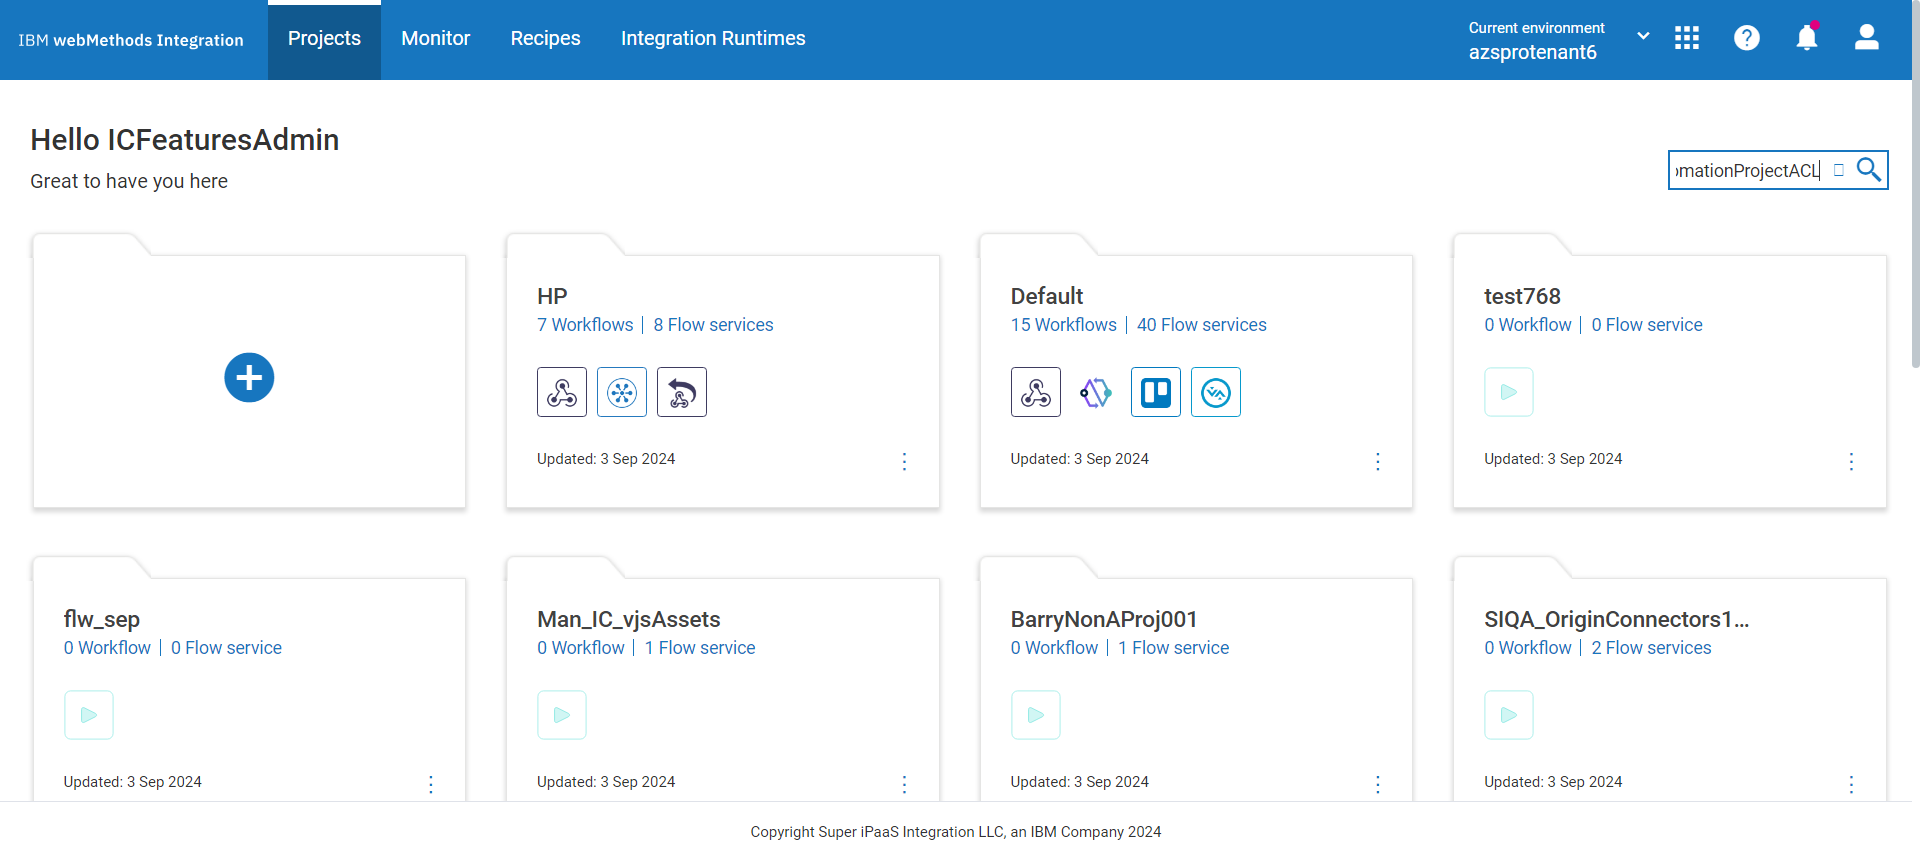 IBM webMethods Integration
Projects
Monitor
Recipes
Integration Runtimes
Current environment
azsprotenant6
Hello ICFeaturesAdmin
Great to have you here
omationProjectACL
HP
7 Workflows | 8 Flow services
Updated: 3 Sep 2024
Default
15 Workflows | 40 Flow services
Updated: 3 Sep 2024
test768
0 Workflow | 0 Flow service
Updated: 3 Sep 2024
flw_sep
0 Workflow | 0 Flow service
Updated: 3 Sep 2024
Man_IC_vjsAssets
0 Workflow | 1 Flow service
Updated: 3 Sep 2024
BarryNonAProj001
0 Workflow | 1 Flow service
Updated: 3 Sep 2024
SIQA_OriginConnectors1...
0 Workflow | 2 Flow services
Updated: 3 Sep 2024
Copyright Super iPaaS Integration LLC, an IBM Company 2024